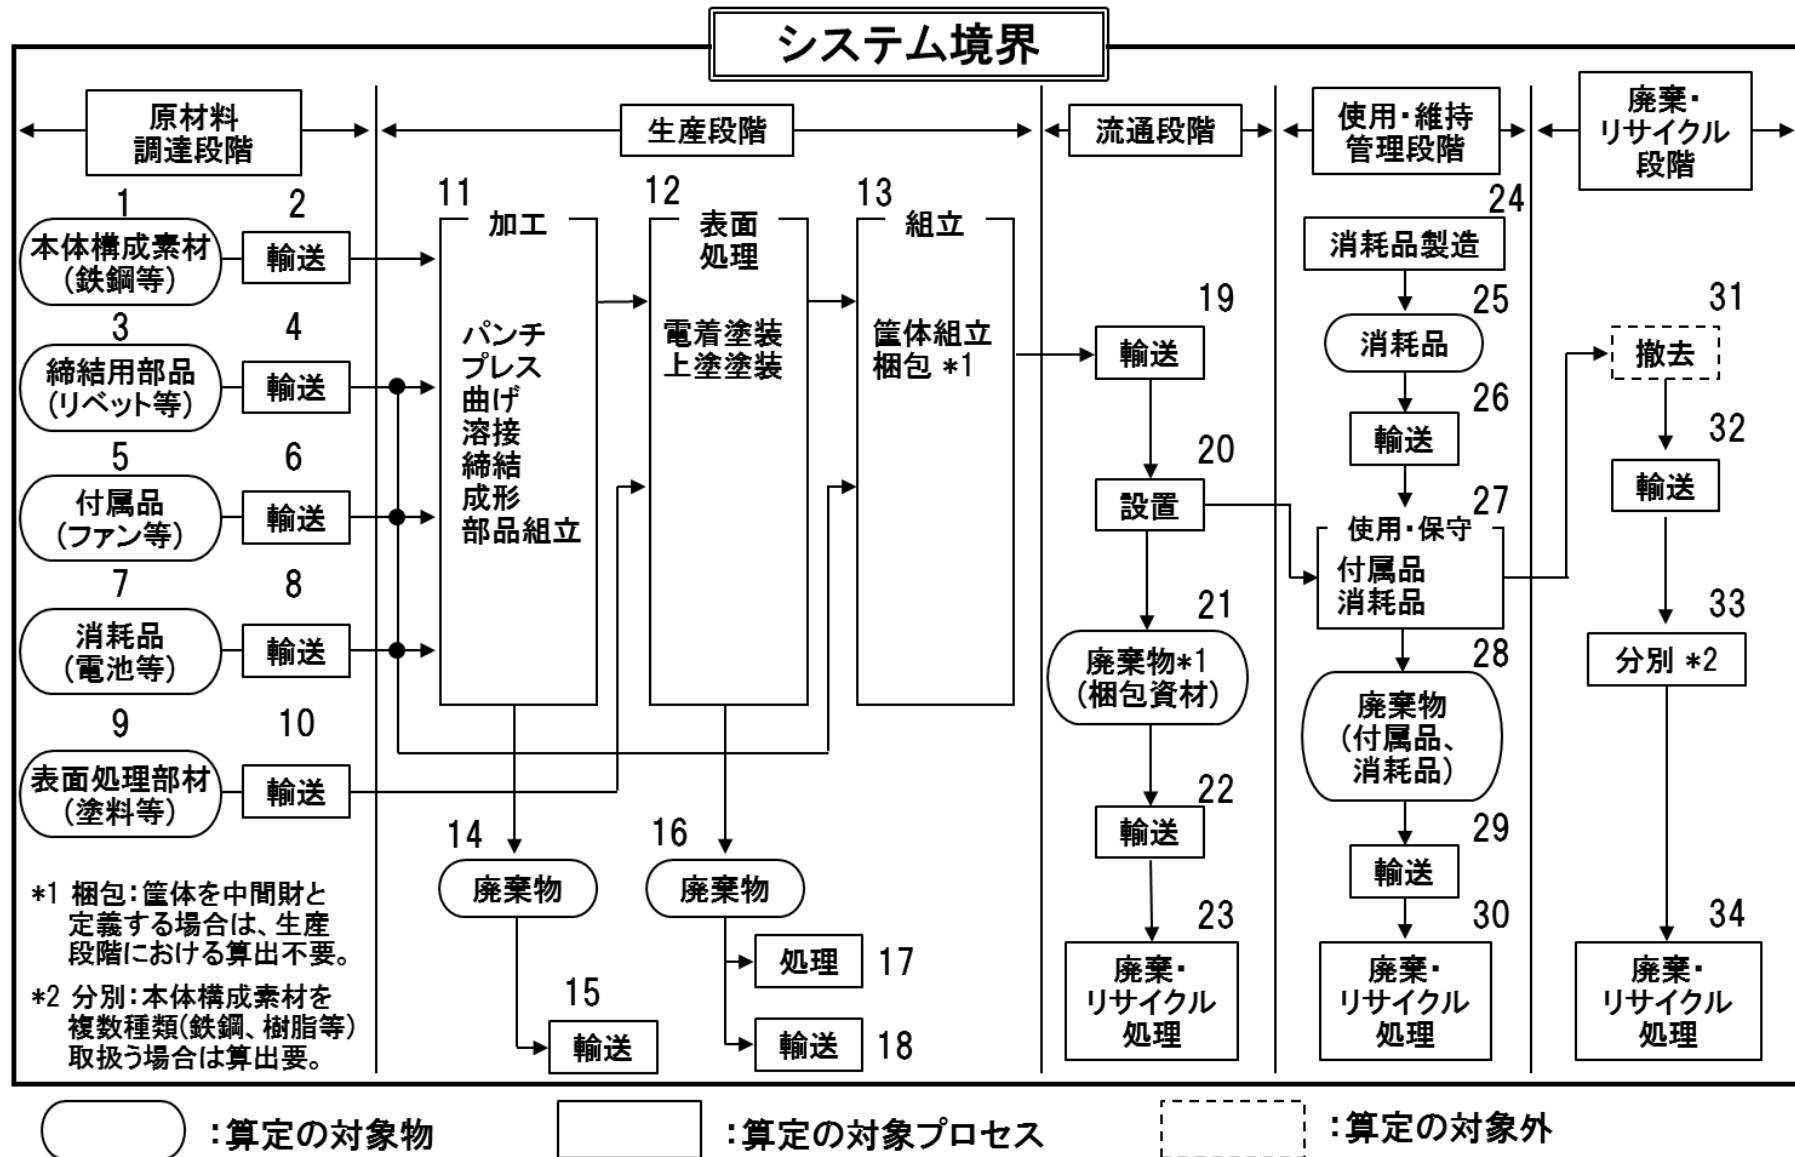 システム境界
原材料
調達段階
生産段階
流通段階
使用・維持
管理段階
廃棄・
リサイクル
段階
1
本体構成素材
(鉄鋼等)
2
輸送
3
締結用部品
(リベット等)
4
輸送
5
付属品
(ファン等)
6
輸送
7
消耗品
(電池等)
8
輸送
9
表面処理部材
(塗料等)
10
輸送
*1 梱包:筐体を中間財と
定義する場合は、生産
段階における算出不要。
*2 分別:本体構成素材を
複数種類(鉄鋼、樹脂等)
取扱う場合は算出要。
11
加工
パンチ
プレス
曲げ
溶接
締結
成形
部品組立
12
表面
処理
電着塗装
上塗塗装
13
組立
筐体組立
梱包 *1
14
廃棄物
15
輸送
16
廃棄物
処理 17
輸送 18
19
輸送
20
設置
21
廃棄物*1
(梱包資材)
22
輸送
23
廃棄・
リサイクル
処理
24
消耗品製造
25
消耗品
26
輸送
27
使用・保守
付属品
消耗品
28
廃棄物
(付属品、
消耗品)
29
輸送
30
廃棄・
リサイクル
処理
31
撤去
32
輸送
33
分別 *2
34
廃棄・
リサイクル
処理
:算定の対象物
:算定の対象プロセス
:算定の対象外